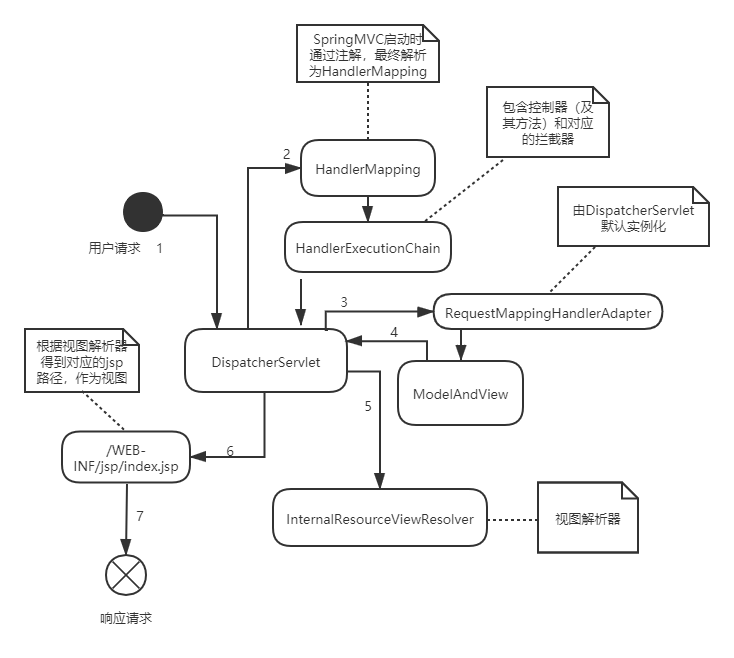 SpringMVC启动时
通过注解，最终解析
为HandlerMapping
包含控制器（及
其方法）和对应
的拦截器
2
HandlerMapping
由DispatcherServlet
默认实例化
用户请求 1
HandlerExecutionChain
3
RequestMappingHandlerAdapter
4
根据视图解析器
得到对应的jsp
路径，作为视图
DispatcherServlet
ModelAndView
5
/WEB-
INF/jsp/index.jsp
6
7
InternalResourceViewResolver
视图解析器
响应请求